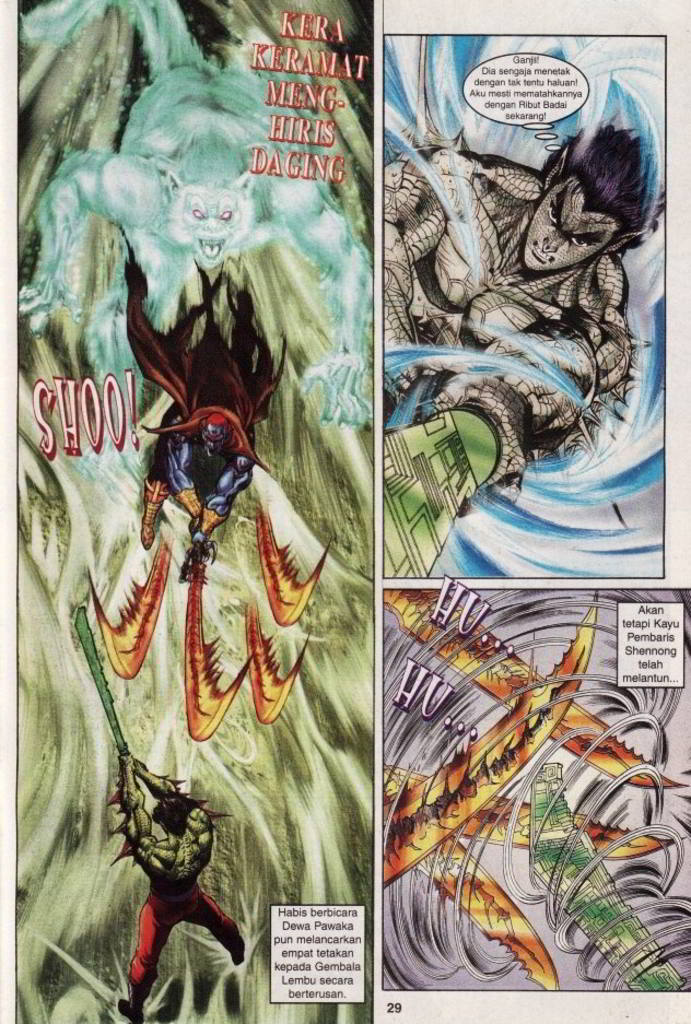 KERA
KERAMAT
MENG-
HIRIS
DAGING
SHOO!
Habis berbicara
Dewa Pawaka
pun melancarkan
empat tetakan
kepada Gembala
Lembu secara
berterusan.
Ganjil!
Dia sengaja menetak
dengan tak tentu haluan!
Aku mesti mematahkannya
dengan Ribut Badai
sekarang!
HU...
HU...
Akan
tetapi Kayu
Pembaris
Shennong
telah
melantun...
29